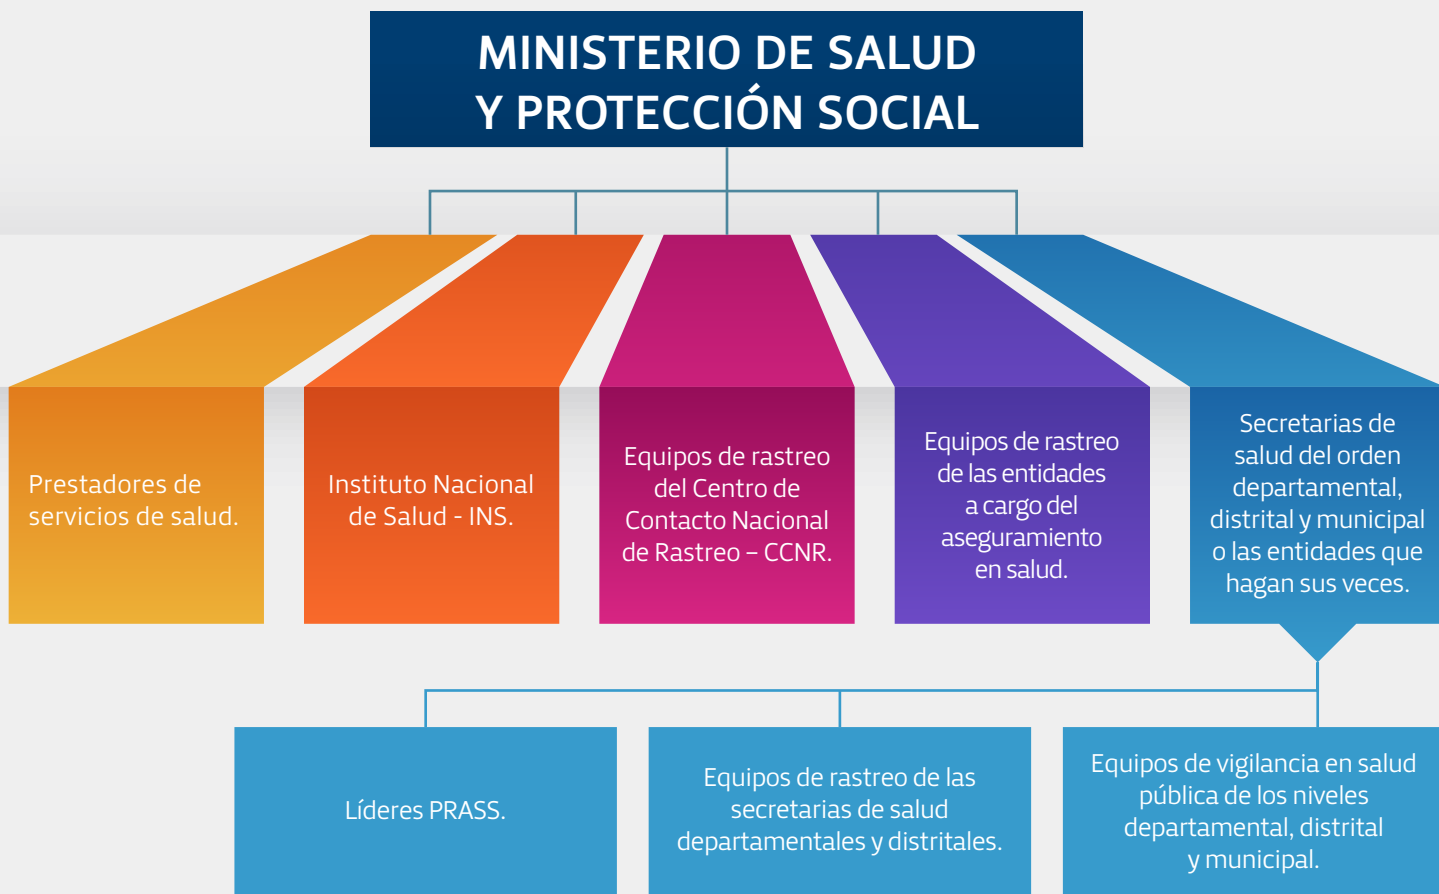 MINISTERIO DE SALUD
Y PROTECCIÓN SOCIAL
Prestadores de
servicios de salud.
Instituto Nacional
de Salud - INS.
Equipos de rastreo
del Centro de
Contacto Nacional
de Rastreo – CCNR.
Equipos de rastreo
de las entidades
a cargo del
aseguramiento
en salud.
Secretarias de
salud del orden
departamental,
distrital y municipal
o las entidades que
hagan sus veces.
Líderes PRASS.
Equipos de rastreo de las
secretarias de salud
departamentales y distritales.
Equipos de vigilancia en salud
pública de los niveles
departamental, distrital
y municipal.